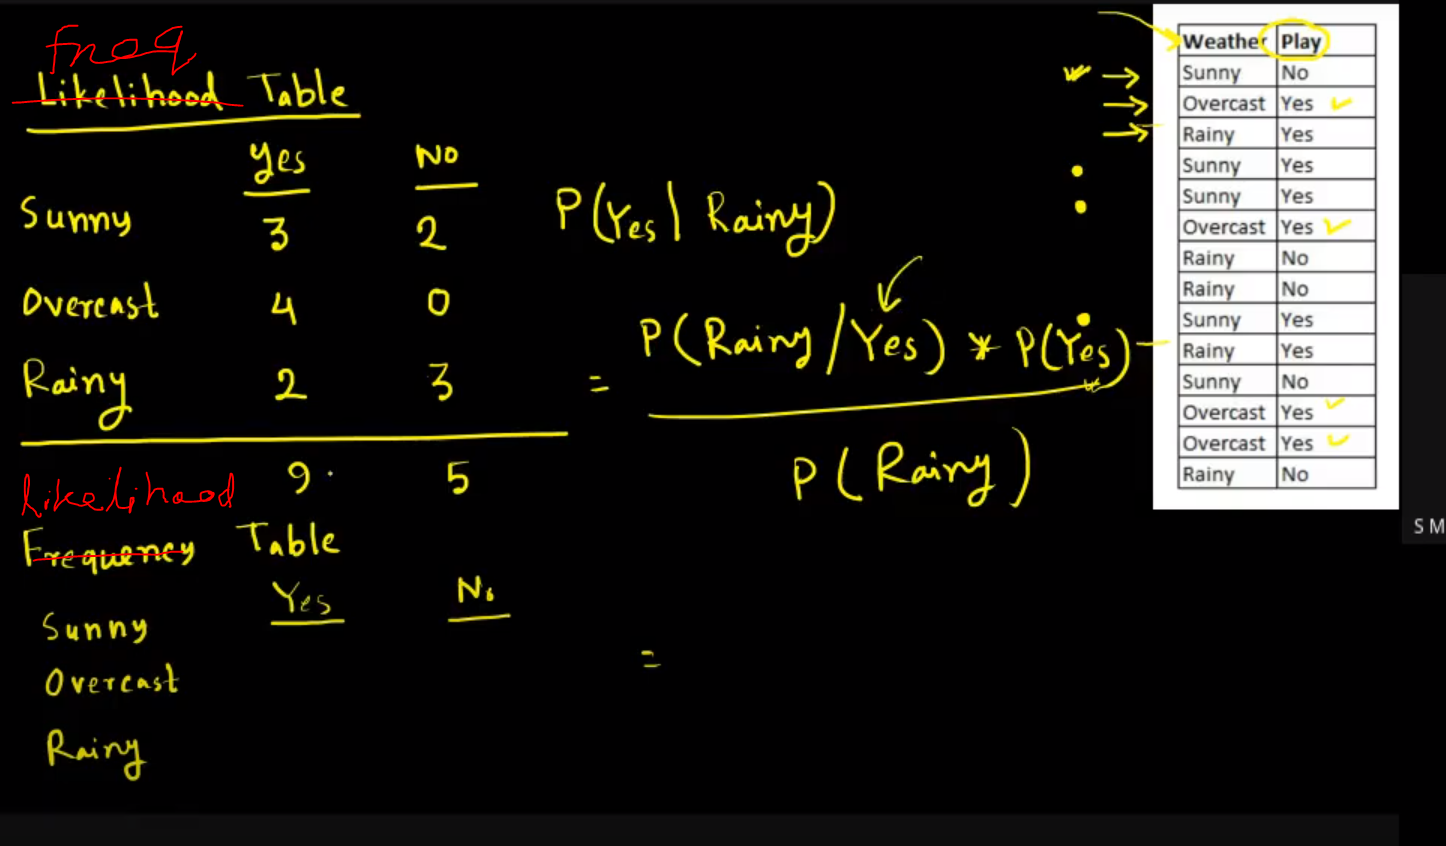 freq
Likelihood Table
Yes No
Sunny 3 2
Overcast 4 0
Rainy 2 3
9 5
Likelihood
Frequency Table
Yes No
Sunny
Overcast
Rainy
P(Yes | Rainy)
= P(Rainy/Yes) * P(Yes)
P(Rainy)
=
Weather Play
Sunny No
Overcast Yes
Rainy Yes
Sunny Yes
Sunny Yes
Overcast Yes
Rainy No
Rainy No
Sunny Yes
Rainy Yes
Sunny No
Overcast Yes
Overcast Yes
Rainy No
S M